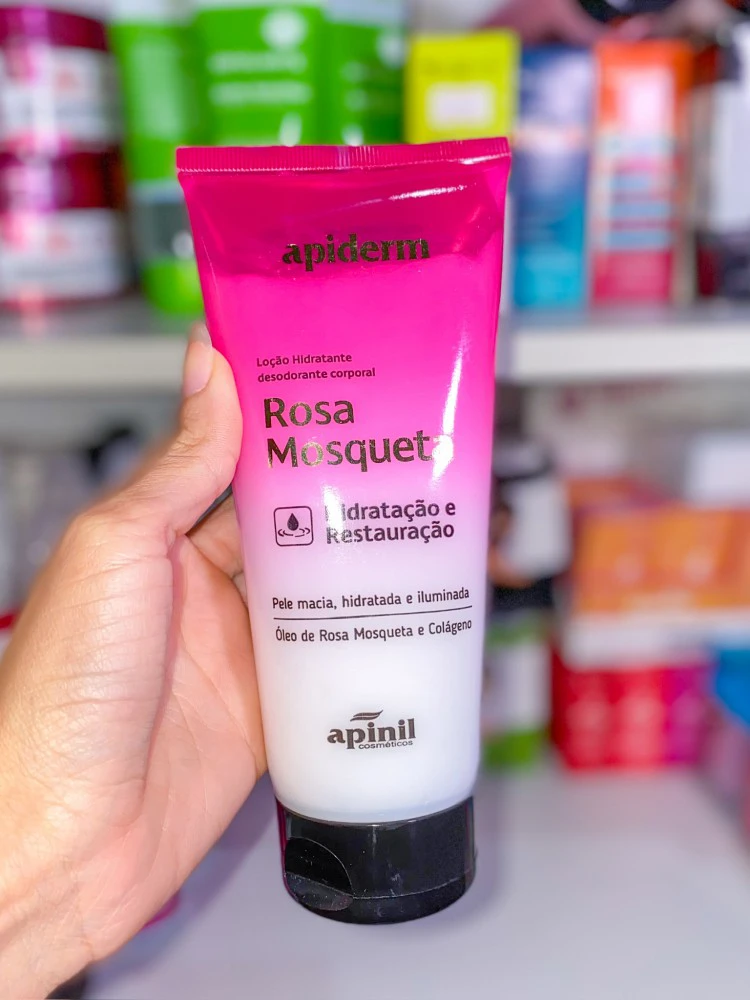 apiderm
Loção Hidratante
desodorante corporal
Rosa
Mosqueta
Hidratação e
Restauração
Pele macia, hidratada e iluminada
Óleo de Rosa Mosqueta e Colágeno
apinil
cosméticos